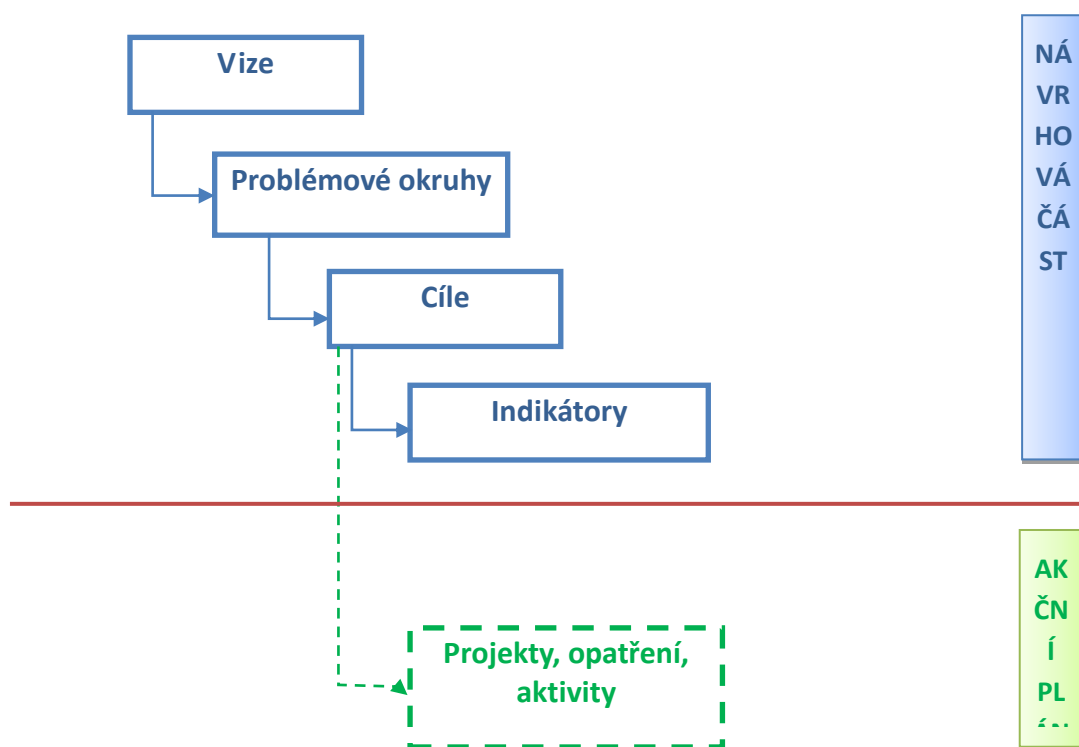 Vize
Problémové okruhy
Cíle
Indikátory
NÁ
VR
HO
VÁ
ČÁ
ST
Projekty, opatření,
aktivity
AK
ČN
Í
PL